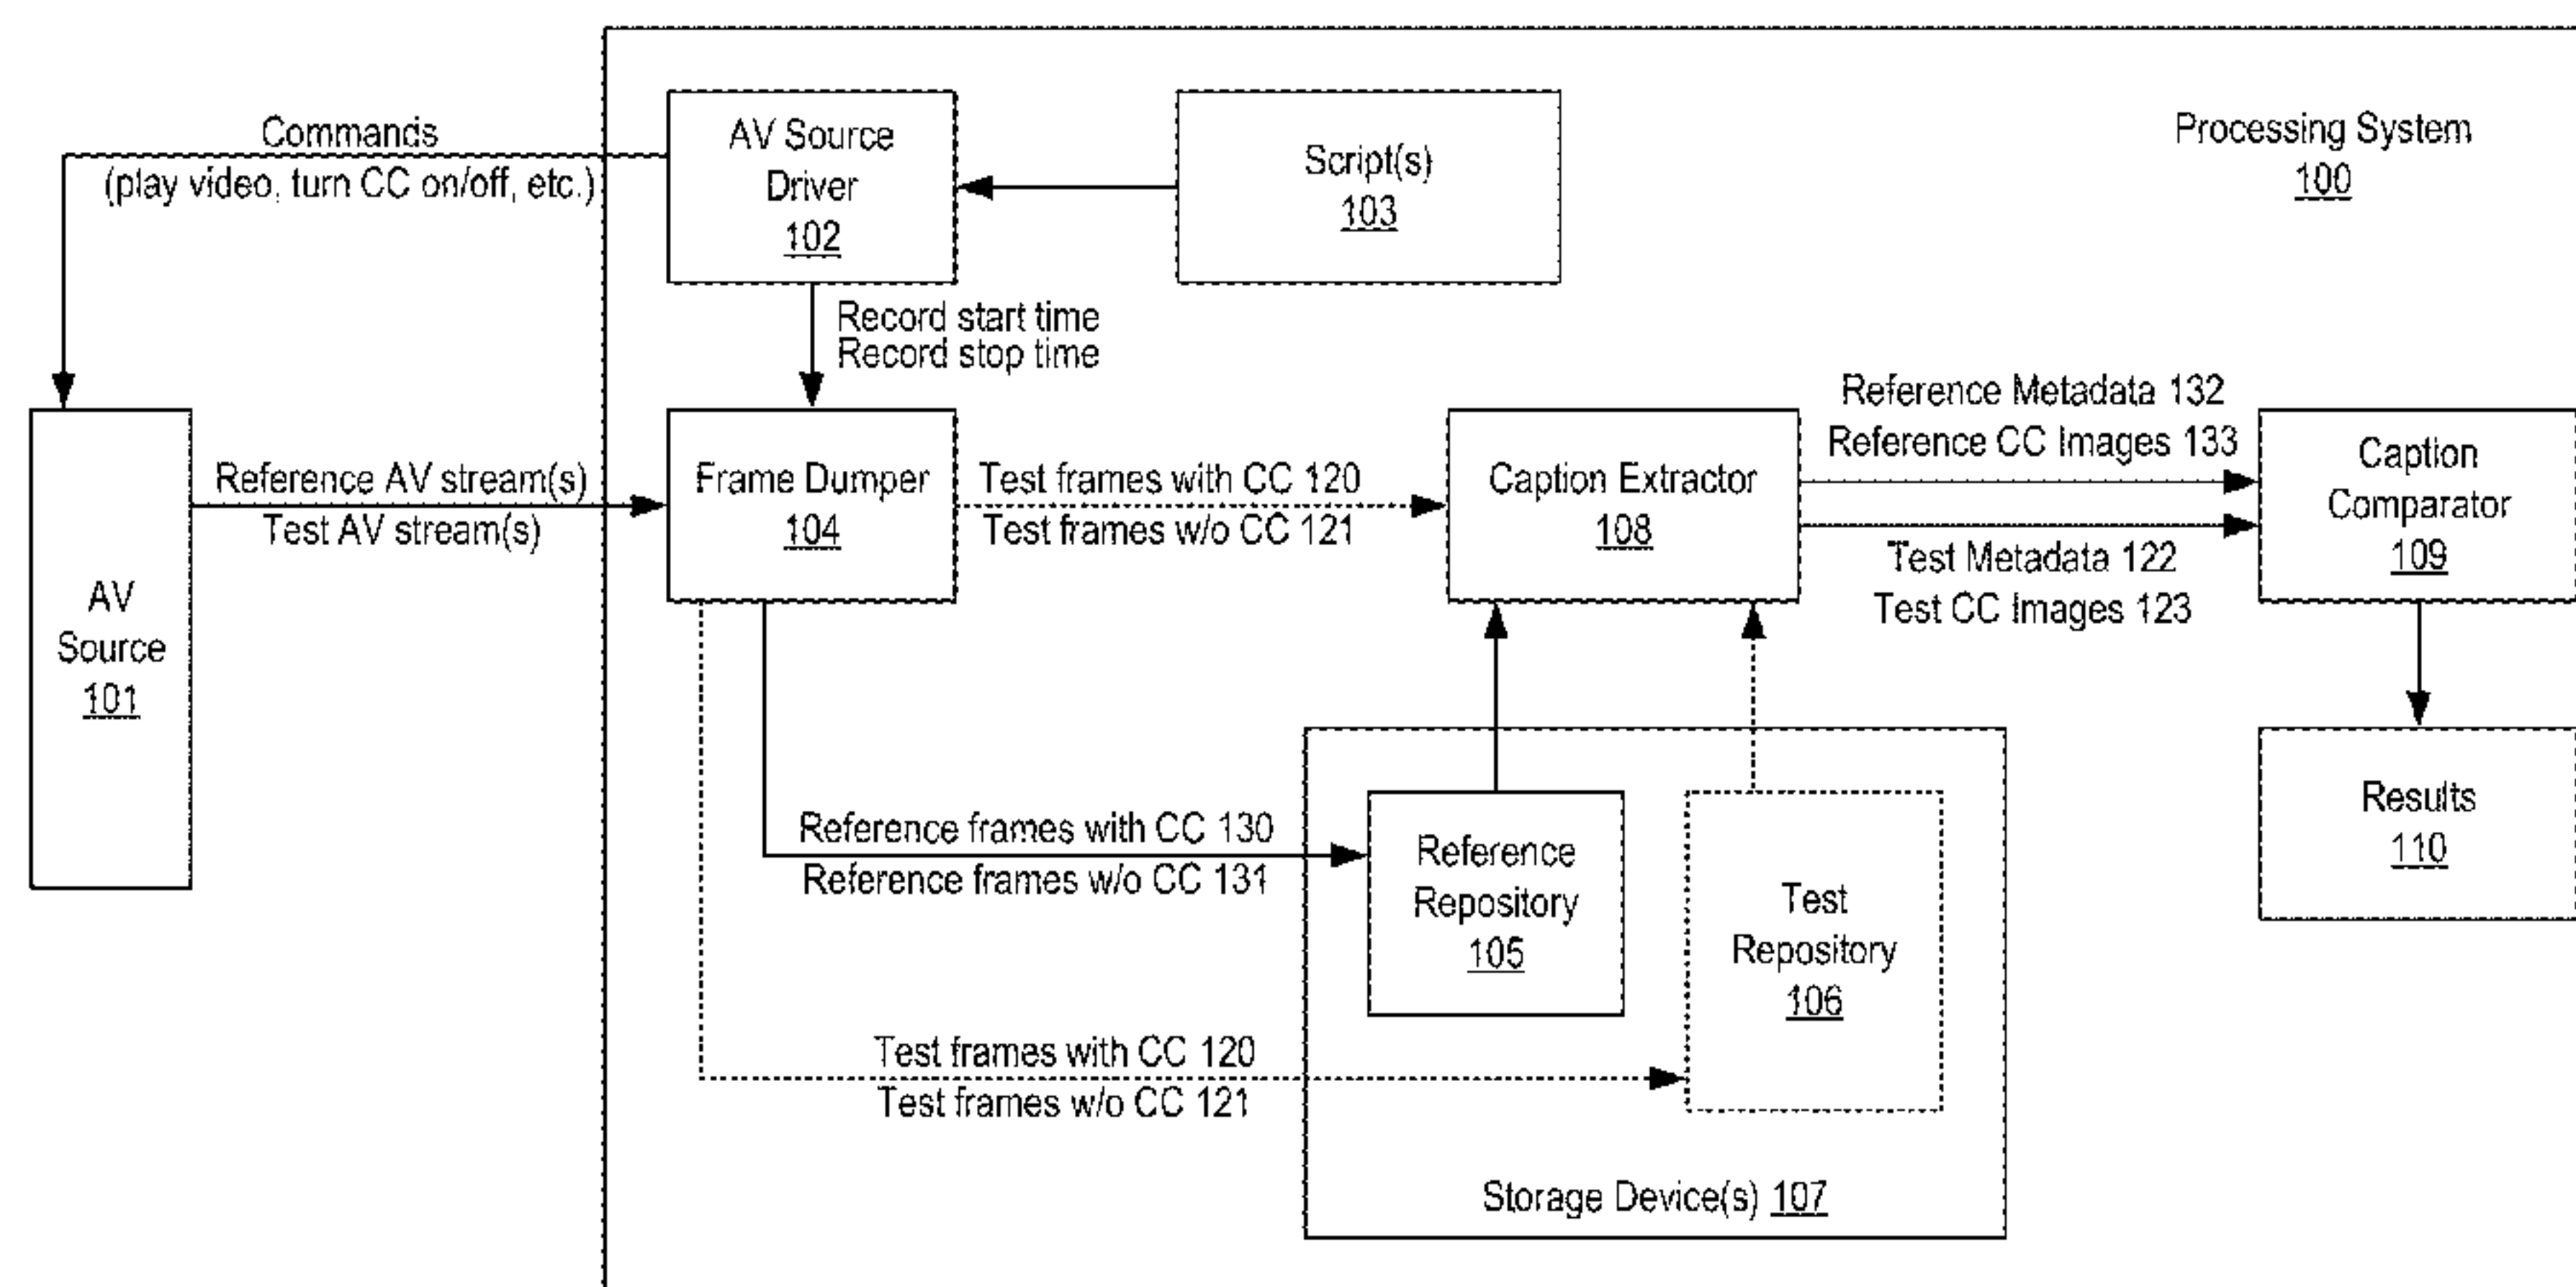 Commands
(play video, turn CC on/off, etc.)
AV Source
Driver
102
Script(s)
103
Processing System
100
Record start time
Record stop time
AV
Source
101
Reference AV stream(s)
Test AV stream(s)
Frame Dumper
104
Test frames with CC 120
Test frames w/o CC 121
Caption Extractor
108
Reference Metadata 132
Reference CC Images 133
Test Metadata 122
Test CC Images 123
Caption
Comparator
109
Results
110
Reference frames with CC 130
Reference frames w/o CC 131
Reference
Repository
105
Test
Repository
106
Test frames with CC 120
Test frames w/o CC 121
Storage Device(s) 107